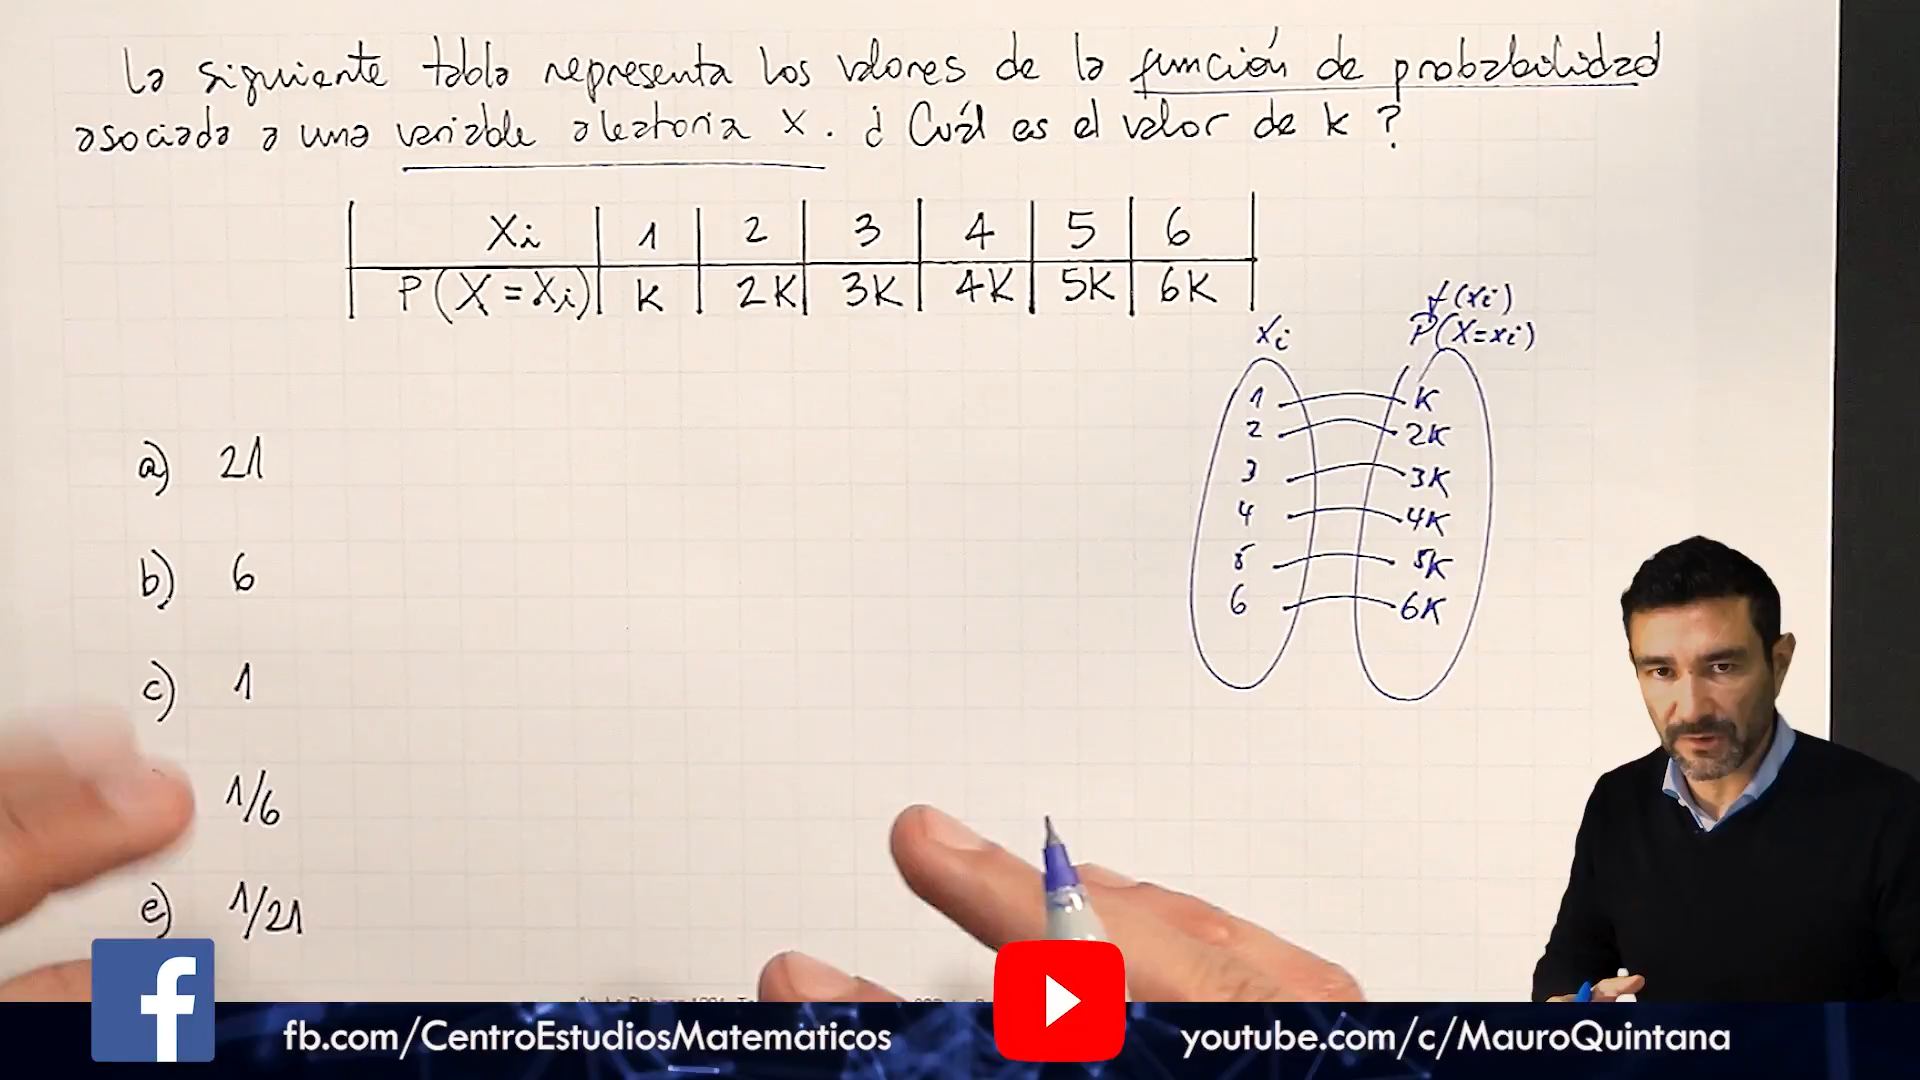 La siguiente tabla representa los valores de la función de probabilidad
asociada a una variable aleatoria X. ¿Cuál es el valor de k?
Xi 1 2 3 4 5 6
P(X=Xi) K 2K 3K 4K 5K 6K
f(xi)
xi P(X=xi)
1 K
2 2K
3 3K
4 4K
5 5K
6 6K
a) 21
b) 6
c) 1
1/6
e) 1/21
f
fb.com/CentroEstudiosMatematicos
youtube.com/c/MauroQuintana